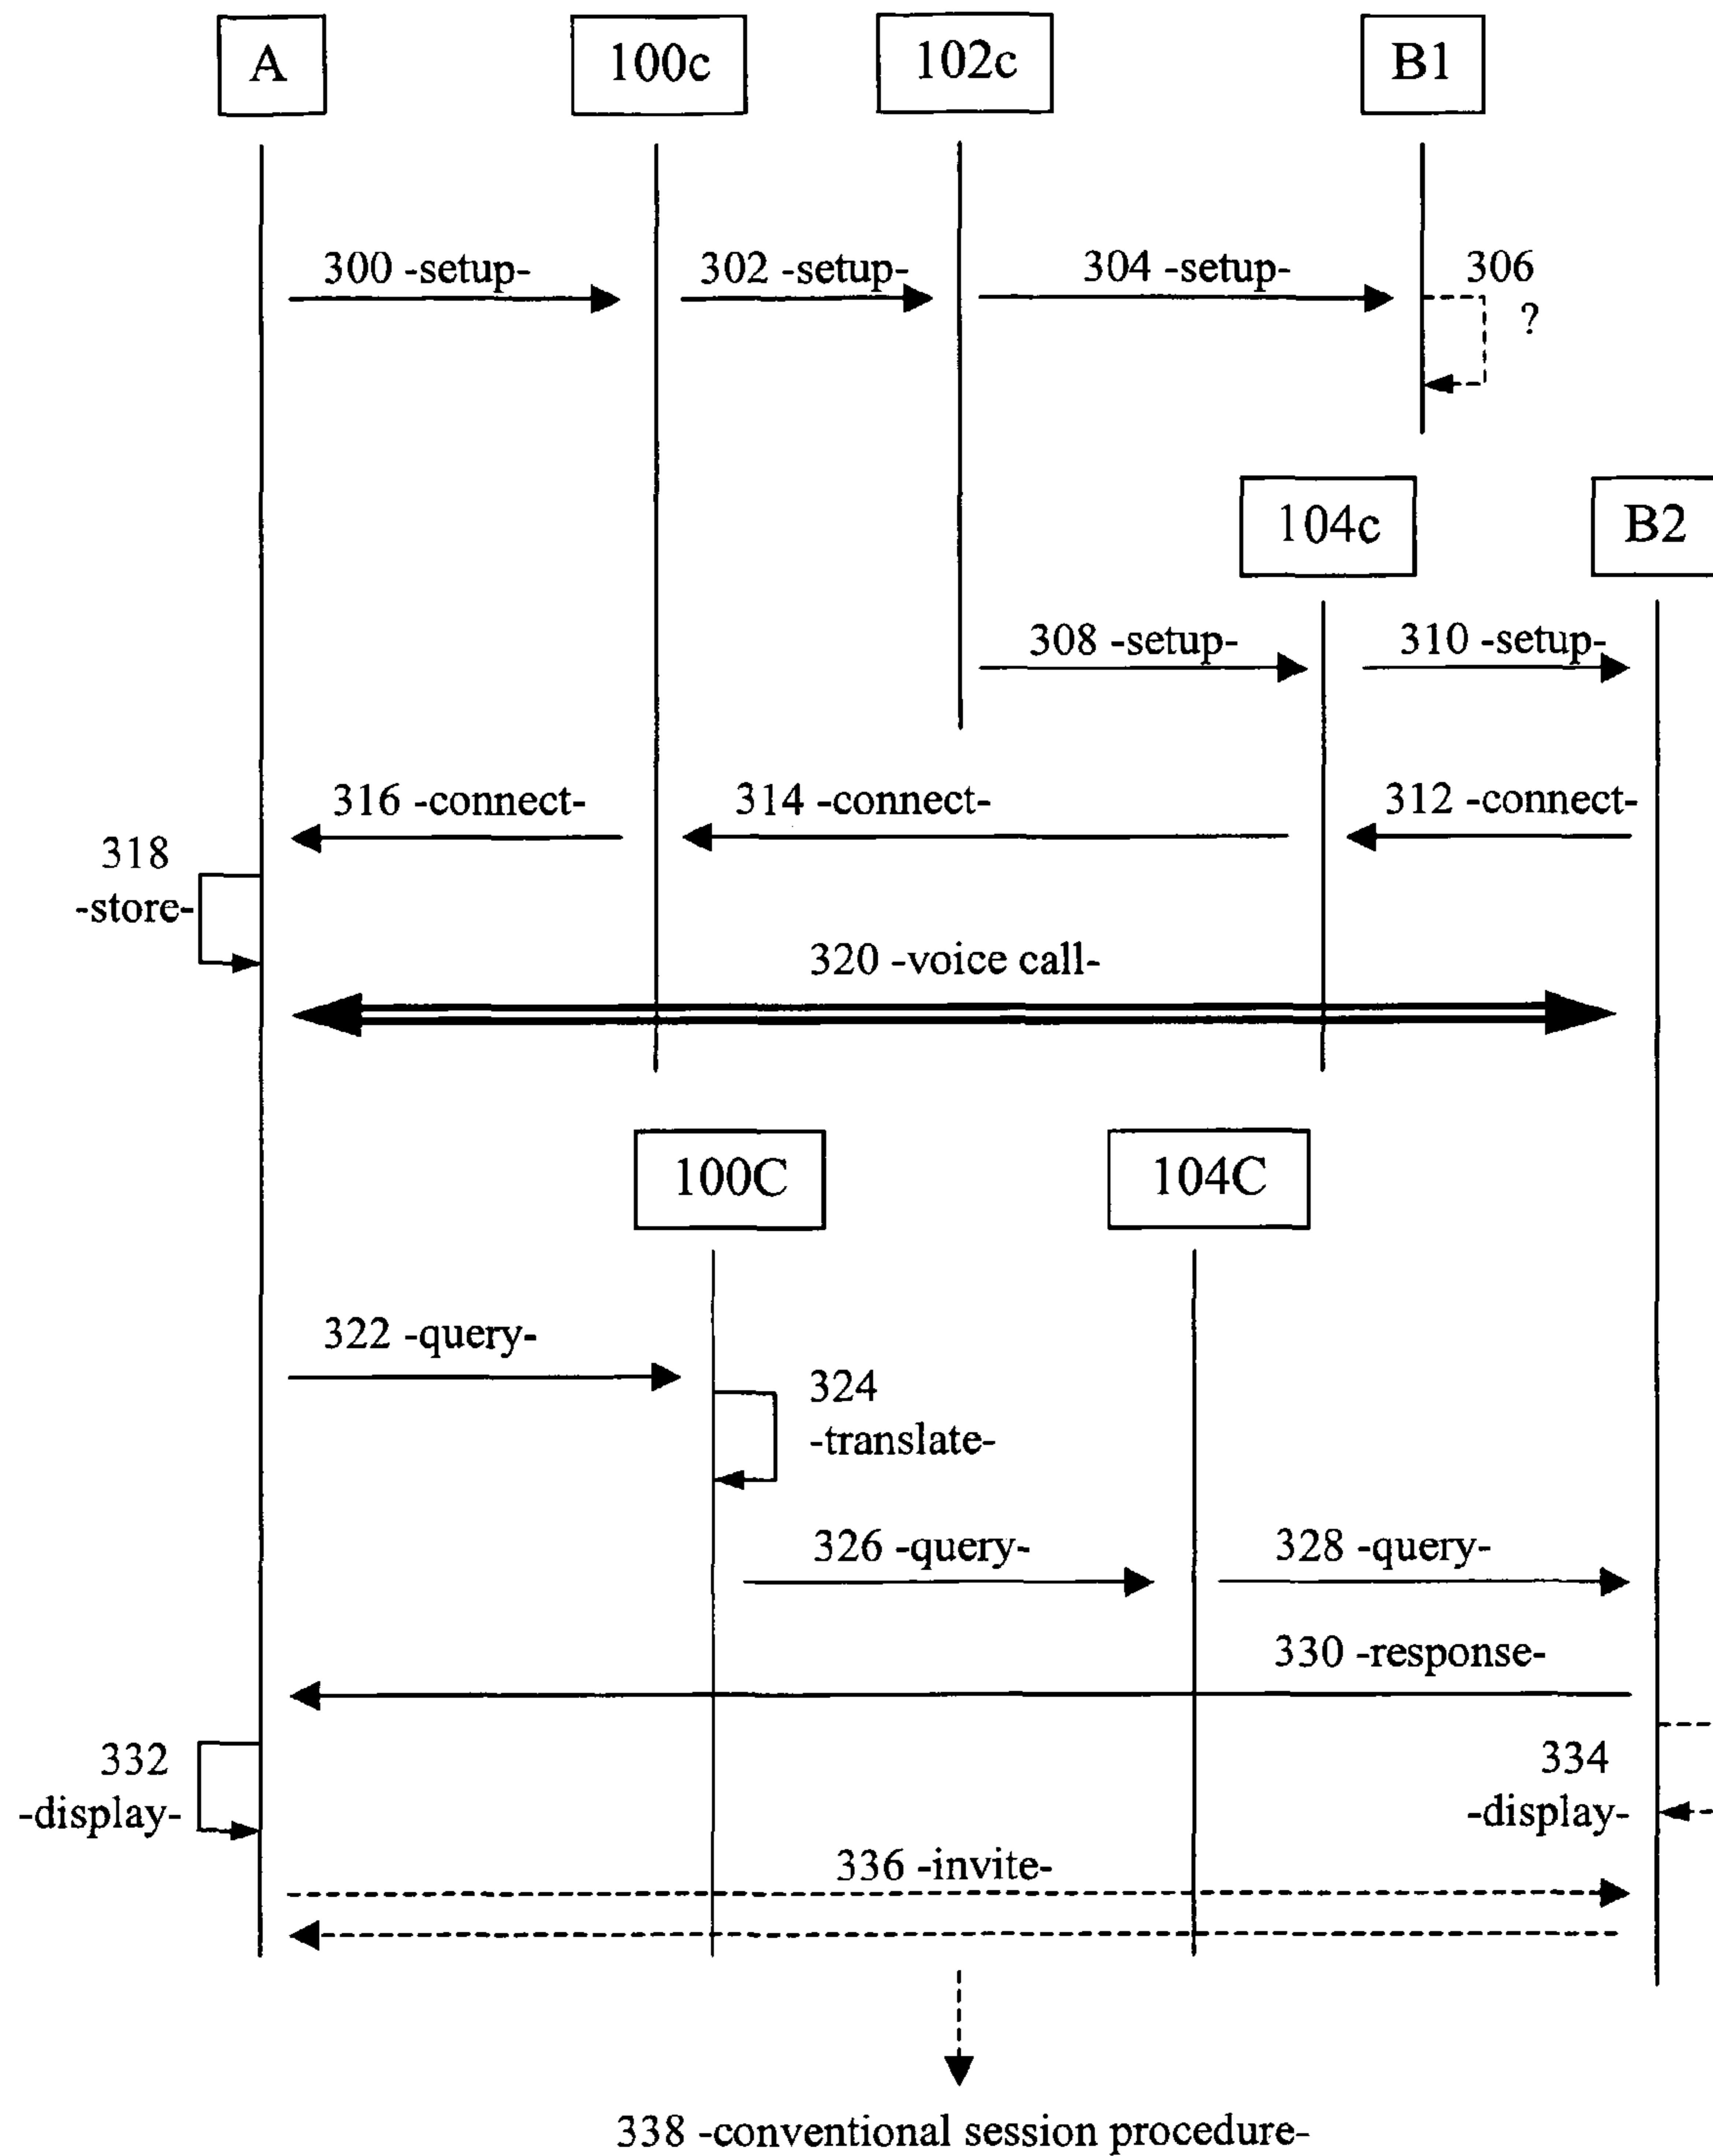 A
100c
102c
B1
300 -setup-
302 -setup-
304 -setup-
306
?
104c
B2
308 -setup-
310 -setup-
316 -connect-
314 -connect-
312 -connect-
318
-store-
320 -voice call-
100C
104C
322 -query-
324
-translate-
326 -query-
328 -query-
330 -response-
332
-display-
334
-display-
336 -invite-
338 -conventional session procedure-